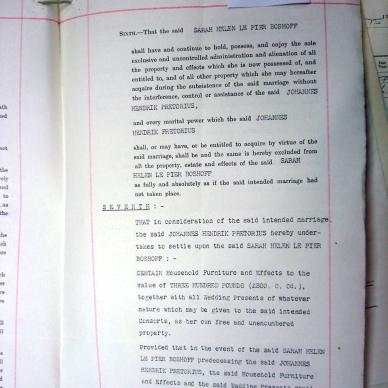 SIXTH.—That the said SARAH HELEN LE PIER BOSHOFF
shall have and continue to hold, possess, and enjoy the sole
exclusive and uncontrolled administration and alienation of all
the property and effects which she is now possessed of, and
entitled to, and of all other property which she may hereafter
acquire during the subsistence of the said marriage without
the interference, control or assistance of the said JOHANNES
HENDRIK PRETORIUS,
and every marital power which the said JOHANNES
HENDRIK PRETORIUS
shall, or may have, or be entitled to acquire by virtue of the
said marriage, shall be and the same is hereby excluded from
all the property, estate and effects of the said SARAH
HELEN LE PIER BOSHOFF
as fully and absolutely as if the said intended marriage had
not taken place.
SEVENTH :-
THAT in consideration of the said intended marriage
the said JOHANNES HENDRIK PRETORIUS hereby under-
takes to settle upon the said SARAH HELEN LE PIER
BOSHOFF :-
CERTAIN Household Furniture and Effects to the
value of THREE HUNDRED POUNDS (£300. 0. 0d.),
together with all Wedding Presents of whatever
nature which may be given to the said intended
Consorts, as her own free and unencumbered
property.
Provided that in the event of the said SARAH HELEN
LE PIER BOSHOFF predeceasing the said JOHANNES
HENDRIK PRETORIUS, the said Household Furniture
and Effects and the said Wedding Presents shall